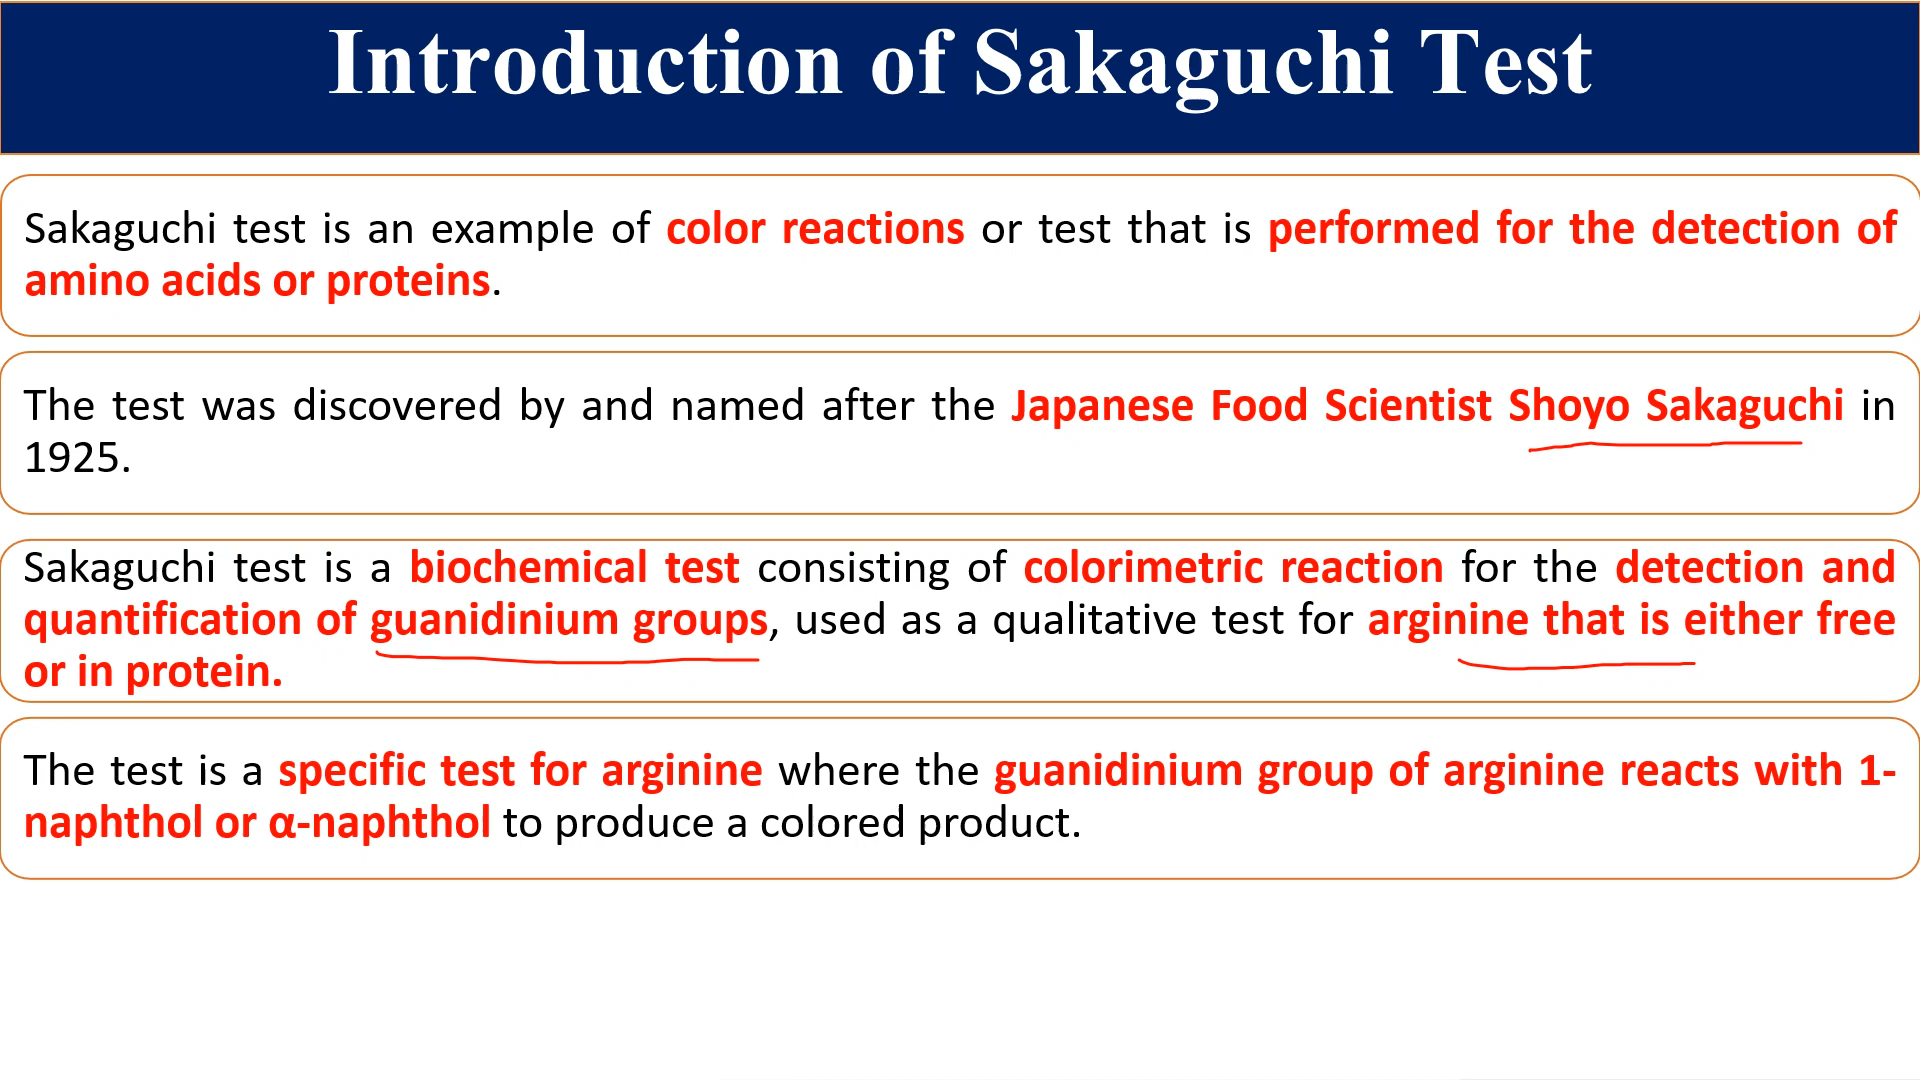 Introduction of Sakaguchi Test
Sakaguchi test is an example of color reactions or test that is performed for the detection of
amino acids or proteins.
The test was discovered by and named after the Japanese Food Scientist Shoyo Sakaguchi in
1925.
Sakaguchi test is a biochemical test consisting of colorimetric reaction for the detection and
quantification of guanidinium groups, used as a qualitative test for arginine that is either free
or in protein.
The test is a specific test for arginine where the guanidinium group of arginine reacts with 1-
naphthol or α-naphthol to produce a colored product.